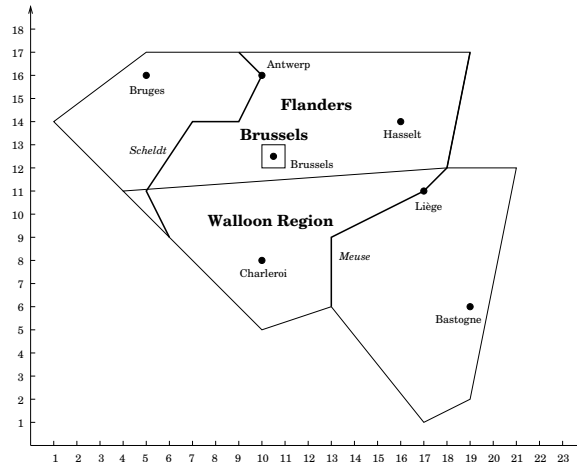 18
17
16
15
14
13
12
11
10
9
8
7
6
5
4
3
2
1
Antwerp
Bruges
Flanders
Hasselt
Brussels
Scheldt
Brussels
Liège
Walloon Region
Meuse
Charleroi
Bastogne
1 2 3 4 5 6 7 8 9 10 11 12 13 14 15 16 17 18 19 20 21 22 23